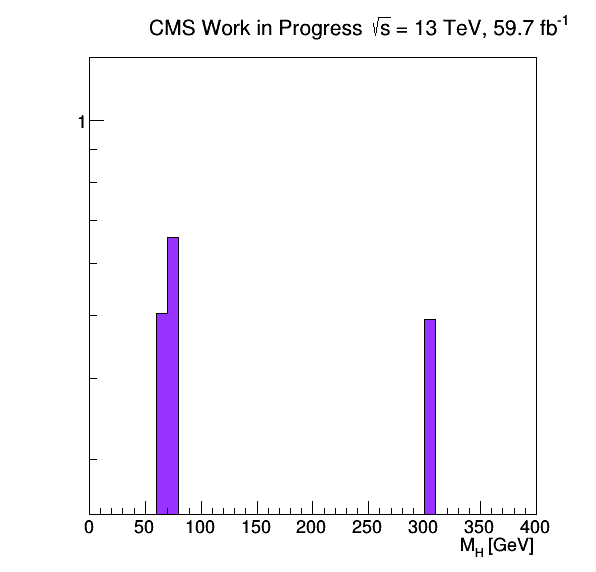 CMS Work in Progress √s = 13 TeV, 59.7 fb⁻¹
1
0 50 100 150 200 250 300 350 400
M_H [GeV]